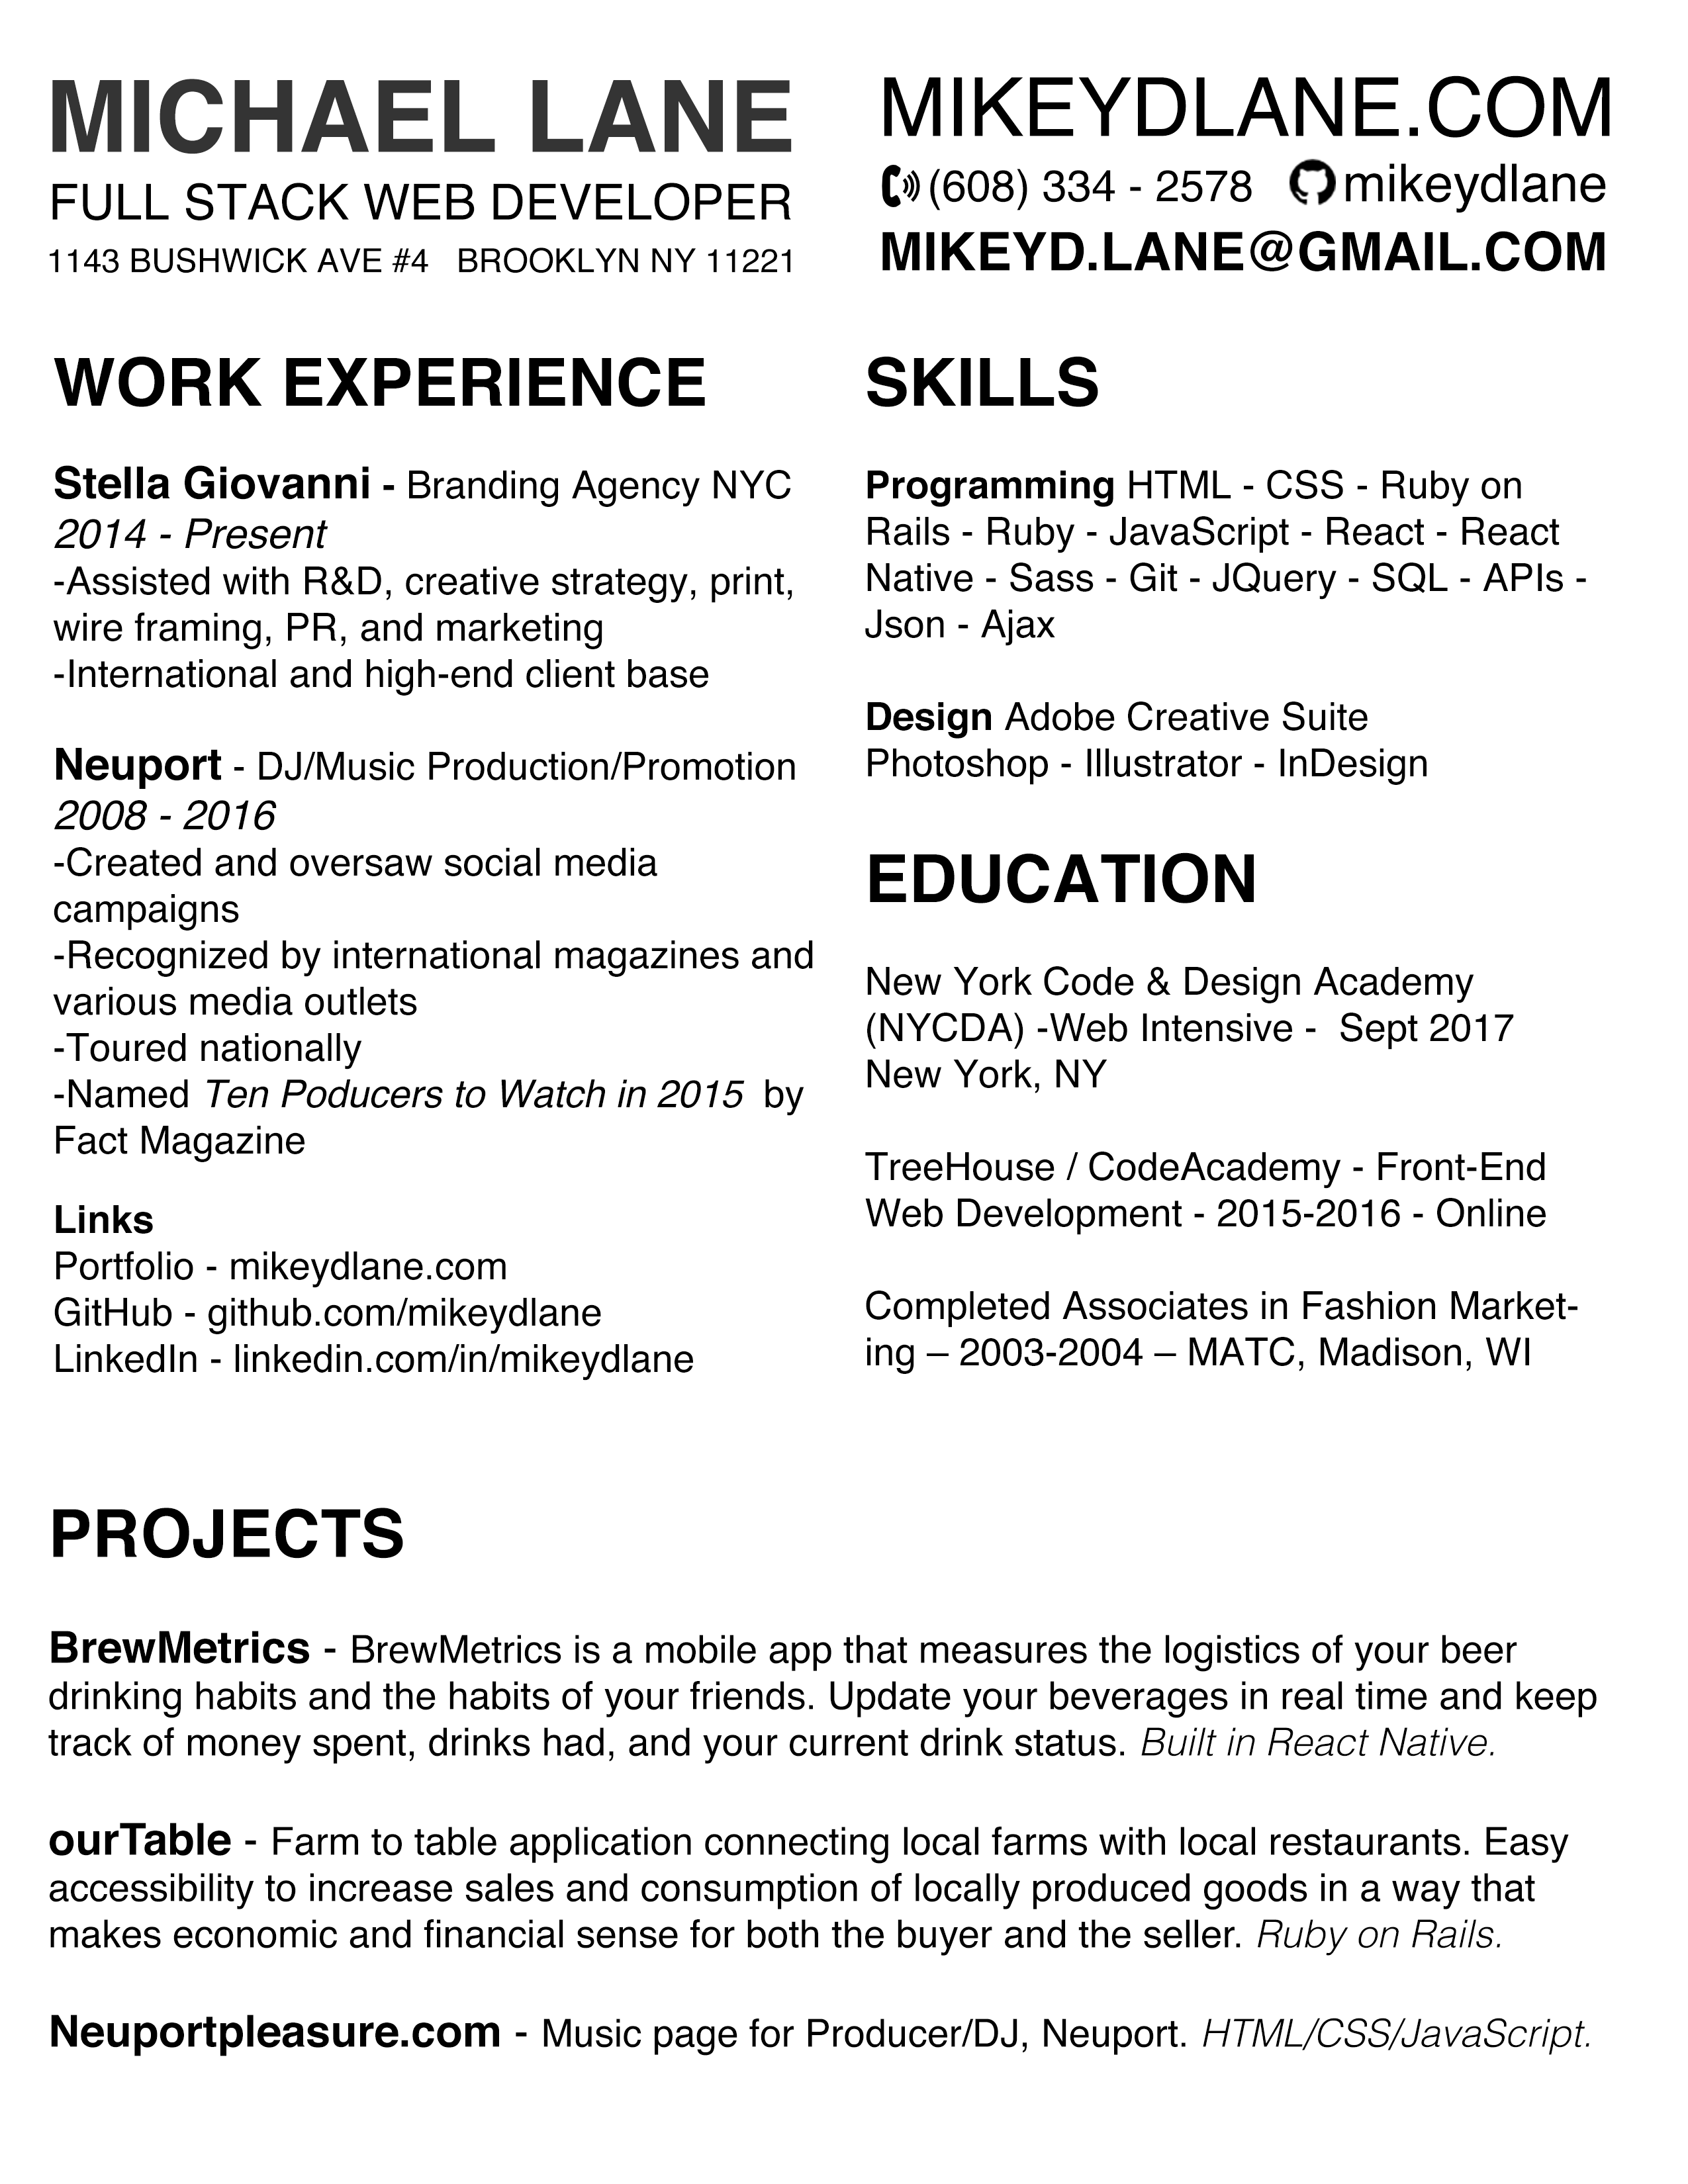 MICHAEL LANE
FULL STACK WEB DEVELOPER
1143 BUSHWICK AVE #4 BROOKLYN NY 11221
MIKEYDLANE.COM
(608) 334 - 2578 mikeydlane
MIKEYD.LANE@GMAIL.COM
WORK EXPERIENCE
Stella Giovanni - Branding Agency NYC
2014 - Present
-Assisted with R&D, creative strategy, print,
wire framing, PR, and marketing
-International and high-end client base
Neuport - DJ/Music Production/Promotion
2008 - 2016
-Created and oversaw social media
campaigns
-Recognized by international magazines and
various media outlets
-Toured nationally
-Named Ten Poducers to Watch in 2015 by
Fact Magazine
Links
Portfolio - mikeydlane.com
GitHub - github.com/mikeydlane
LinkedIn - linkedin.com/in/mikeydlane
SKILLS
Programming HTML - CSS - Ruby on
Rails - Ruby - JavaScript - React - React
Native - Sass - Git - JQuery - SQL - APIs -
Json - Ajax
Design Adobe Creative Suite
Photoshop - Illustrator - InDesign
EDUCATION
New York Code & Design Academy
(NYCDA) -Web Intensive - Sept 2017
New York, NY
TreeHouse / CodeAcademy - Front-End
Web Development - 2015-2016 - Online
Completed Associates in Fashion Market-
ing – 2003-2004 – MATC, Madison, WI
PROJECTS
BrewMetrics - BrewMetrics is a mobile app that measures the logistics of your beer
drinking habits and the habits of your friends. Update your beverages in real time and keep
track of money spent, drinks had, and your current drink status. Built in React Native.
ourTable - Farm to table application connecting local farms with local restaurants. Easy
accessibility to increase sales and consumption of locally produced goods in a way that
makes economic and financial sense for both the buyer and the seller. Ruby on Rails.
Neuportpleasure.com - Music page for Producer/DJ, Neuport. HTML/CSS/JavaScript.